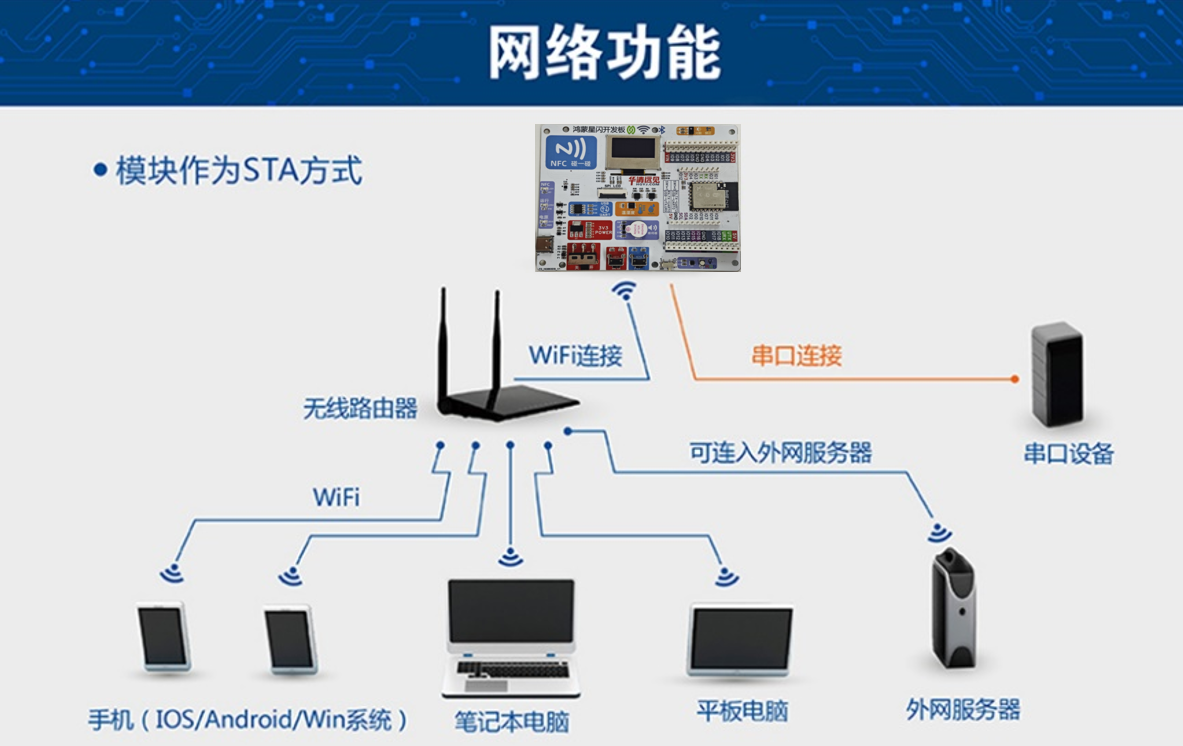 网络功能
• 模块作为STA方式
鸿蒙星闪开发板
NFC 碰一碰
华清远见
3V3
POWER
WiFi连接
串口连接
无线路由器
可连入外网服务器
串口设备
WiFi
手机（IOS/Android/Win系统）
笔记本电脑
平板电脑
外网服务器